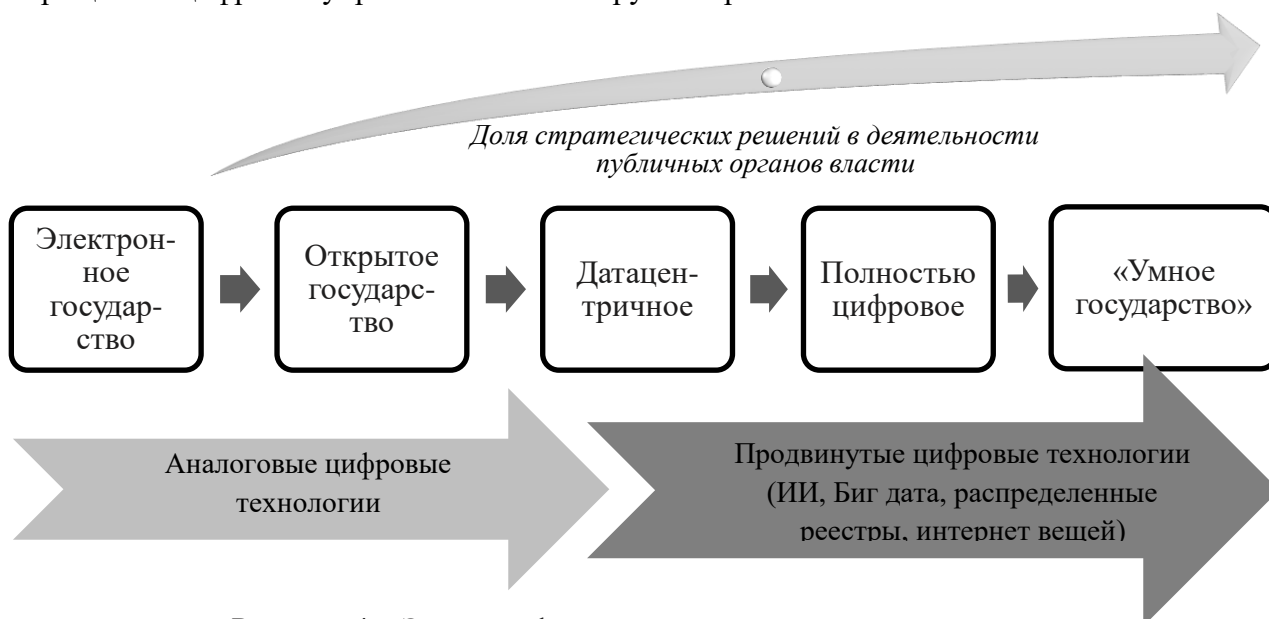 Доля стратегических решений в деятельности
публичных органов власти
Электрон-
ное
государ-
ство
Открытое
государс-
тво
Датацен-
тричное
Полностью
цифровое
«Умное
государство»
Аналоговые цифровые
технологии
Продвинутые цифровые технологии
(ИИ, Биг дата, распределенные
реестры, интернет вещей)